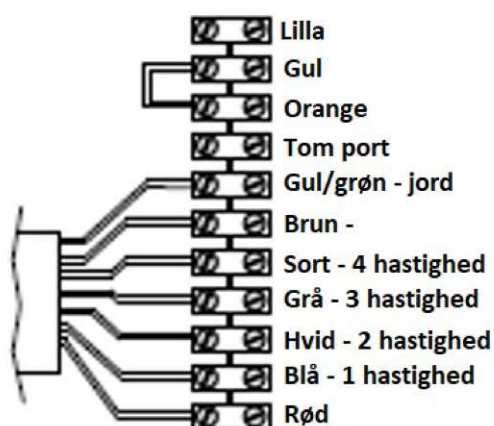 Lilla
Gul
Orange
Tom port
Gul/grøn - jord
Brun -
Sort - 4 hastighed
Grå - 3 hastighed
Hvid - 2 hastighed
Blå - 1 hastighed
Rød